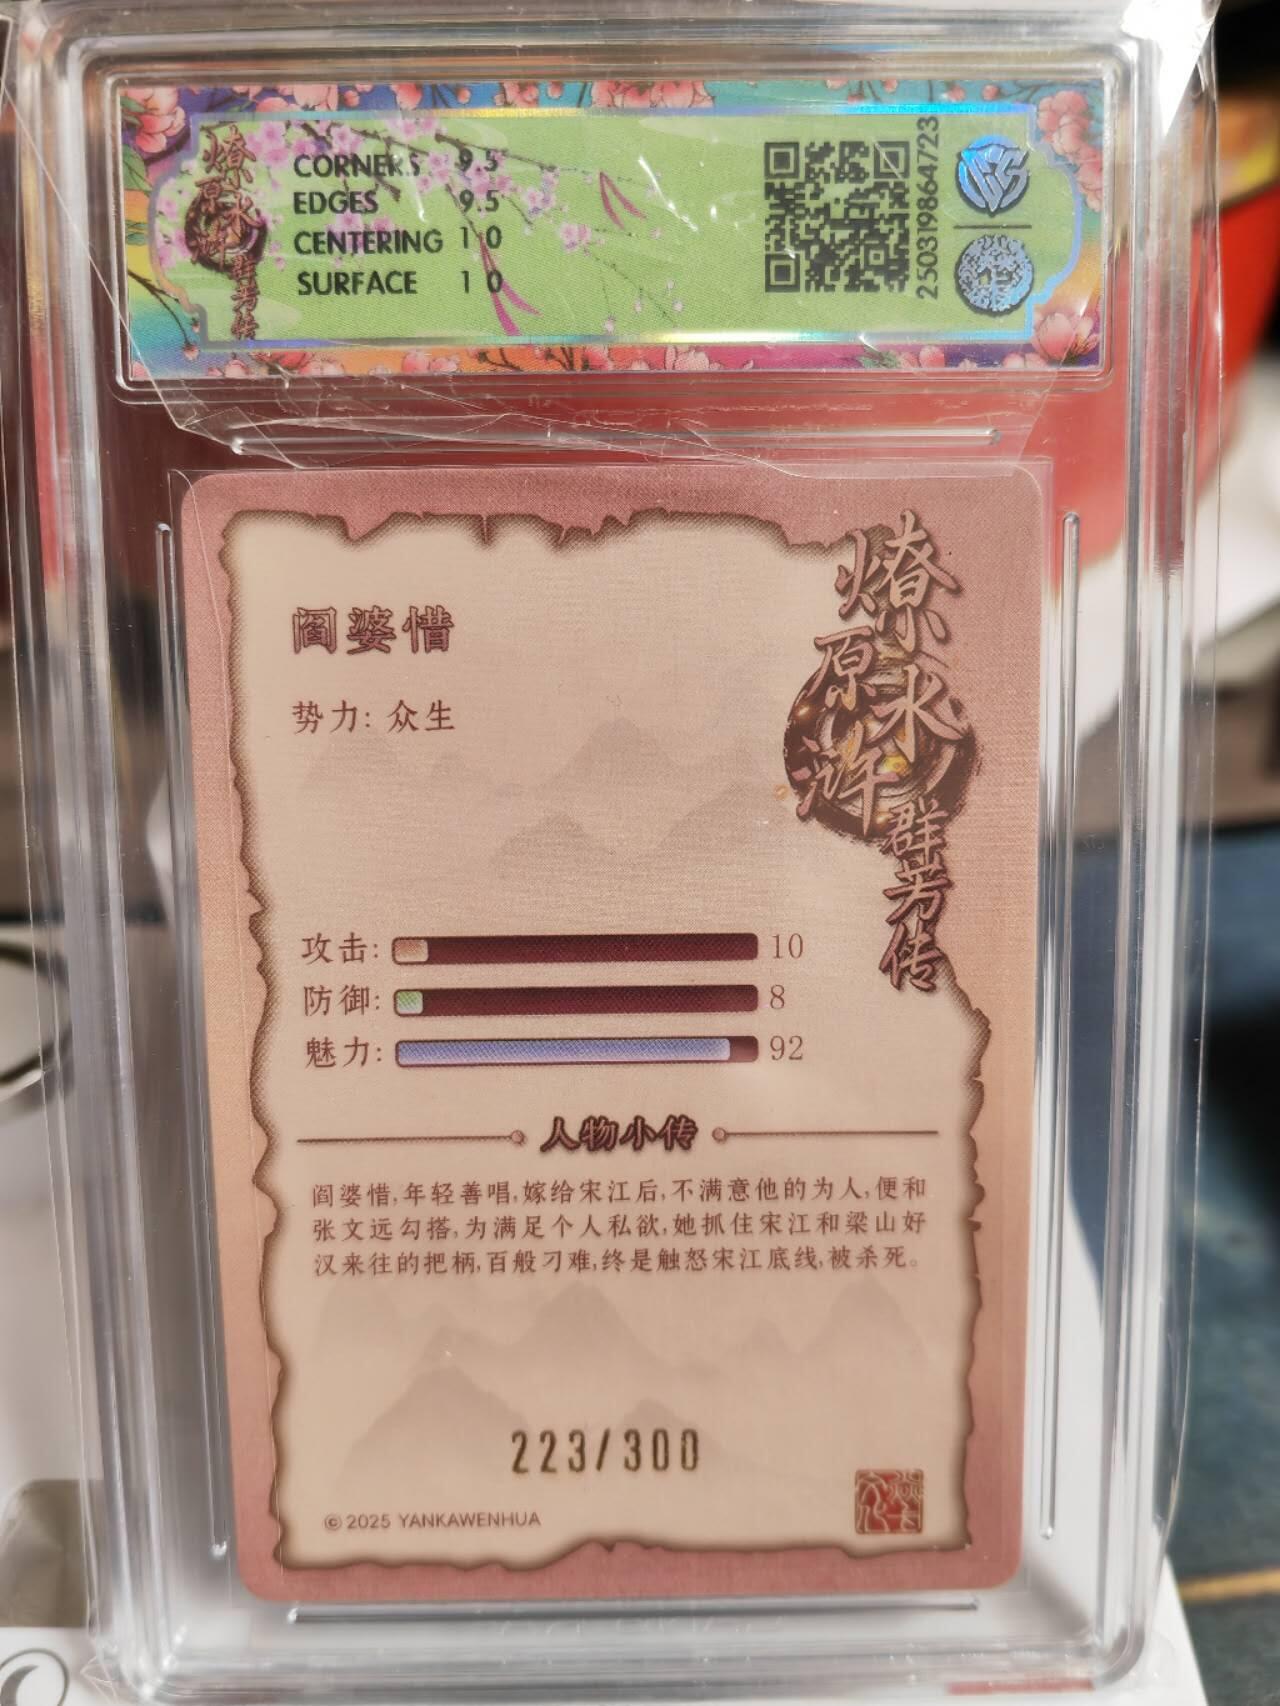 燎原水浒群芳传
CORNERS 9.5
EDGES 9.5
CENTERING 10
SURFACE 10
2503198647​23
燎原水浒群芳传
阎婆惜
势力: 众生
攻击: 10
防御: 8
魅力: 92
人物小传
阎婆惜,年轻善唱,嫁给宋江后,不满意他的为人,便和
张文远勾搭,为满足个人私欲,她抓住宋江和梁山好
汉来往的把柄,百般刁难,终是触怒宋江底线,被杀死。
223/300
© 2025 YANKAWENHUA